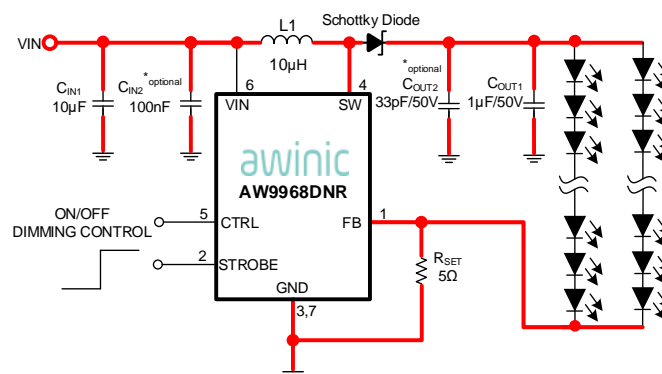 L1
Schottky Diode
VIN
10μH
*optional
*optional
CIN1
10μF
CIN2
100nF
6
4
VIN
SW
COUT2
33pF/50V
COUT1
1μF/50V
awinic
AW9968DNR
ON/OFF
DIMMING CONTROL
5
CTRL
FB
1
2
STROBE
RSET
5Ω
GND
3,7